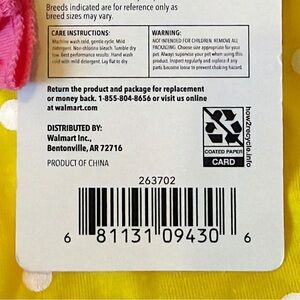 Breeds indicated are for reference only as
breed sizes may vary.
CARE INSTRUCTIONS:
Machine wash cold, gentle cycle. Mild
detergent. Non-chlorine bleach. Tumble dry
low. Best performance results: Hand wash
cold with mild detergent. Lay flat to dry.
WARNING:
NOT INTENDED FOR CHILDREN. REMOVE ALL
PACKAGING. Choose size appropriate for your
pet. Always supervise your pet's use of this
item. Inspect regularly and replace if any
parts become loose to prevent choking hazard.
Return the product and package for replacement
or money back. 1-855-804-8656 or visit us online
at walmart.com
DISTRIBUTED BY:
Walmart Inc.,
Bentonville, AR 72716
PRODUCT OF CHINA
COATED PAPER
CARD
how2recycle.info
263702
6 81131 09430 6